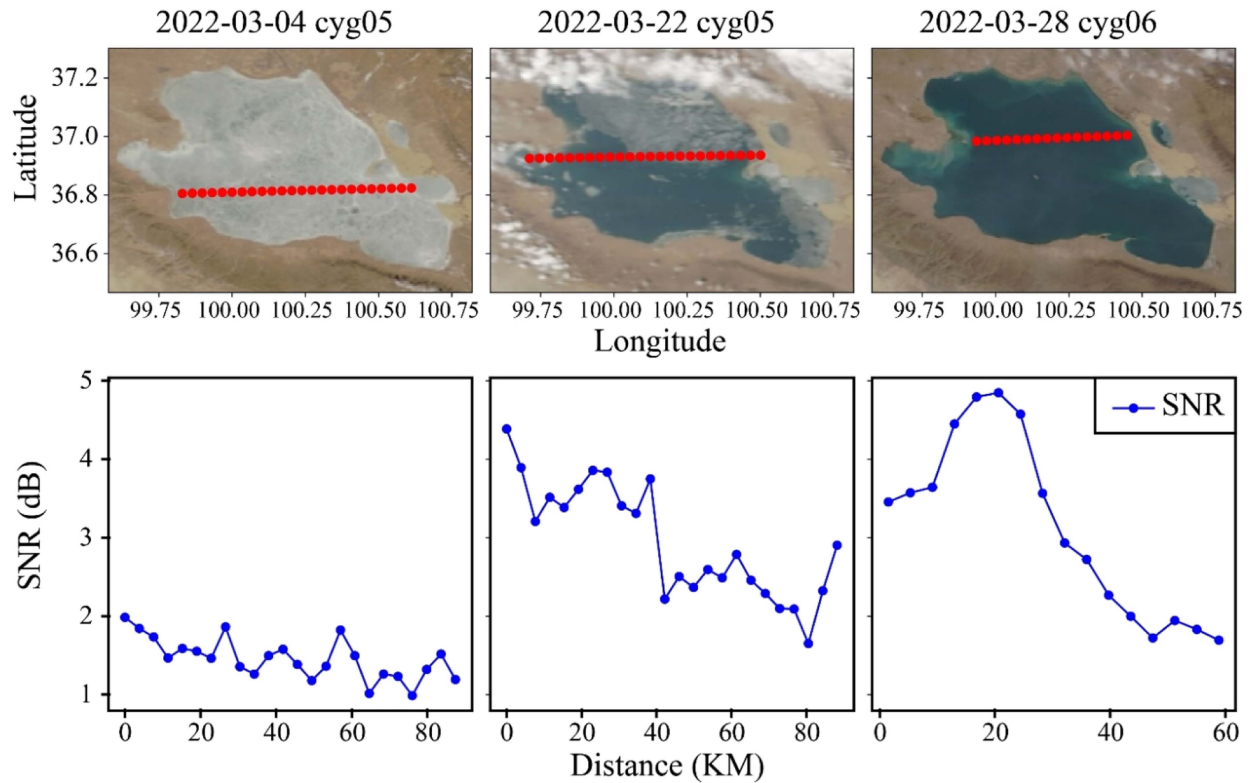 2022-03-04 cyg05
2022-03-22 cyg05
2022-03-28 cyg06
Latitude
37.2
37.0
36.8
36.6
99.75 100.00 100.25 100.50 100.75
99.75 100.00 100.25 100.50 100.75
99.75 100.00 100.25 100.50 100.75
Longitude
SNR (dB)
5
4
3
2
1
SNR
0 20 40 60 80
0 20 40 60 80
0 20 40 60
Distance (KM)